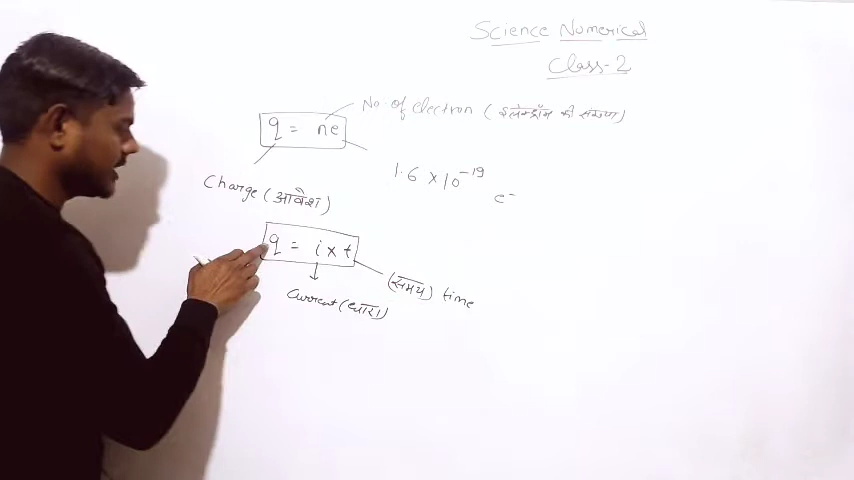 Science Numerical
Class-2
No. of electron (इलेक्ट्रॉन की संख्या)
q = ne
1.6 × 10⁻¹⁹
Charge (आवेश)
q = i × t
(समय) time
Current (धारा)